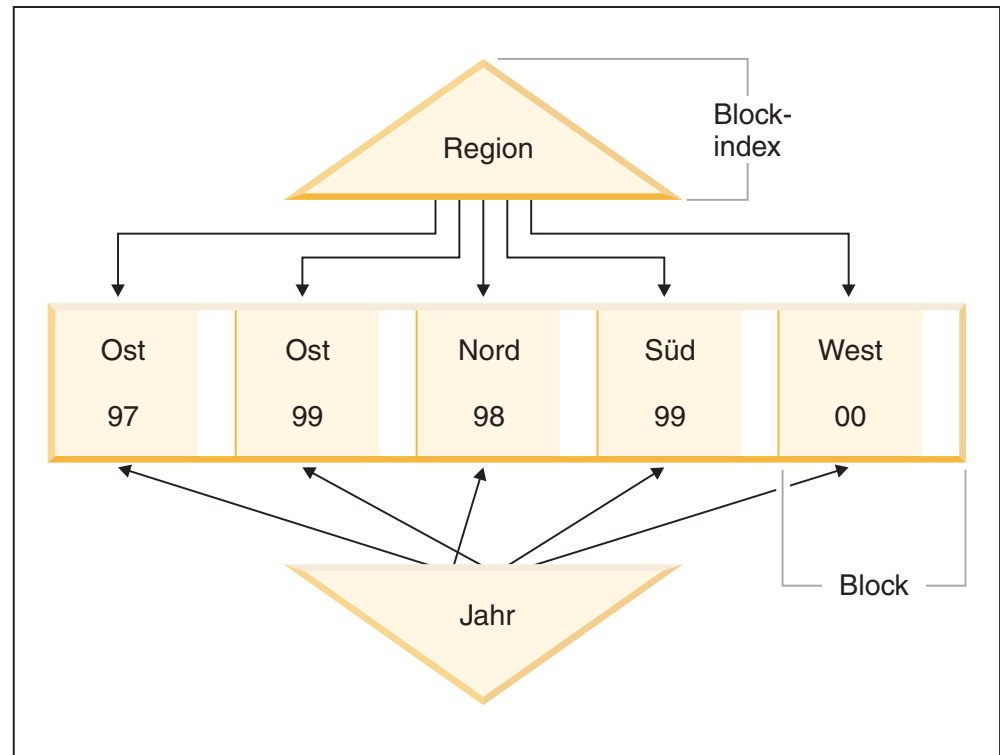 Region
Block-
index
Ost Ost Nord Süd West
97 99 98 99 00
Block
Jahr